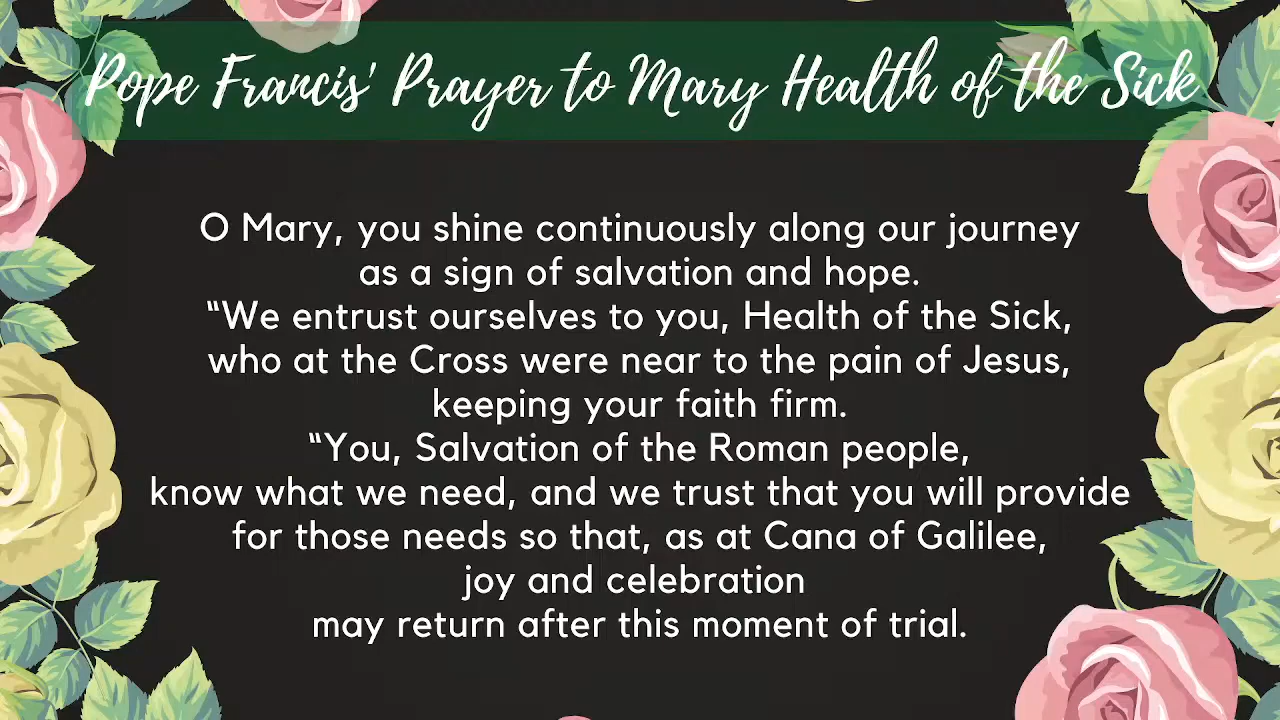 Pope Francis' Prayer to Mary Health of the Sick
O Mary, you shine continuously along our journey
as a sign of salvation and hope.
“We entrust ourselves to you, Health of the Sick,
who at the Cross were near to the pain of Jesus,
keeping your faith firm.
“You, Salvation of the Roman people,
know what we need, and we trust that you will provide
for those needs so that, as at Cana of Galilee,
joy and celebration
may return after this moment of trial.